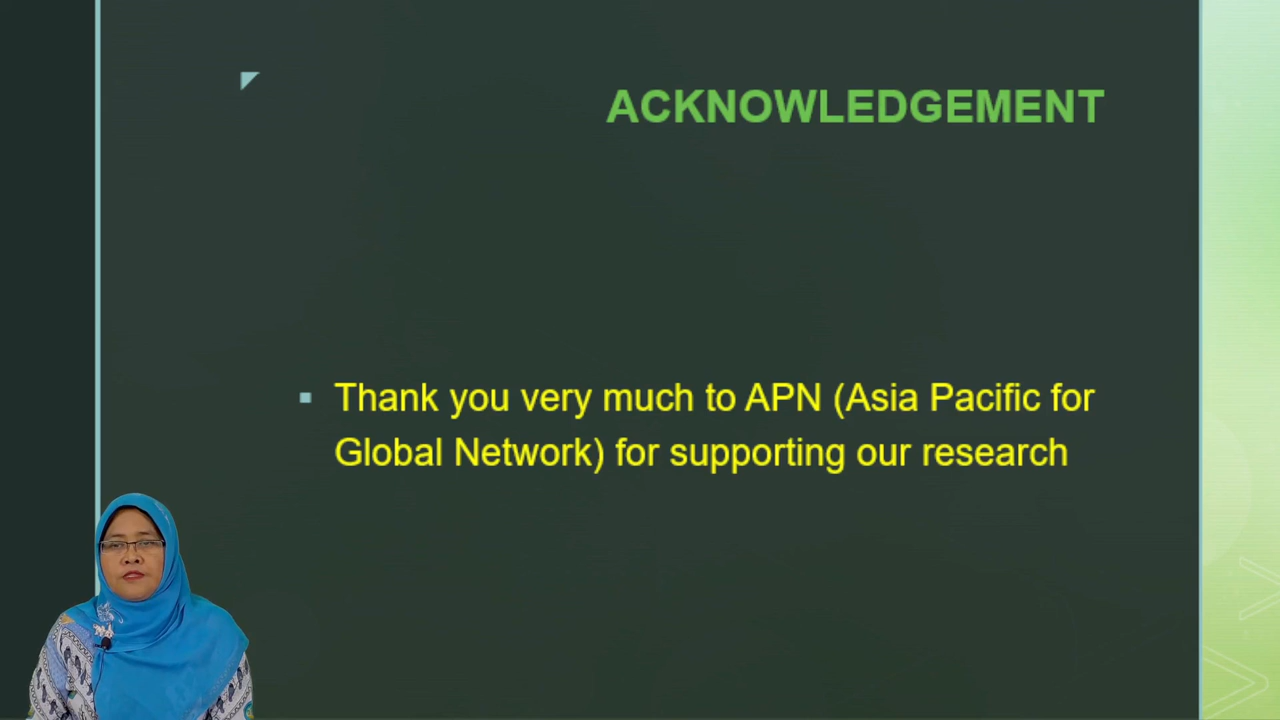 ACKNOWLEDGEMENT
Thank you very much to APN (Asia Pacific for
Global Network) for supporting our research